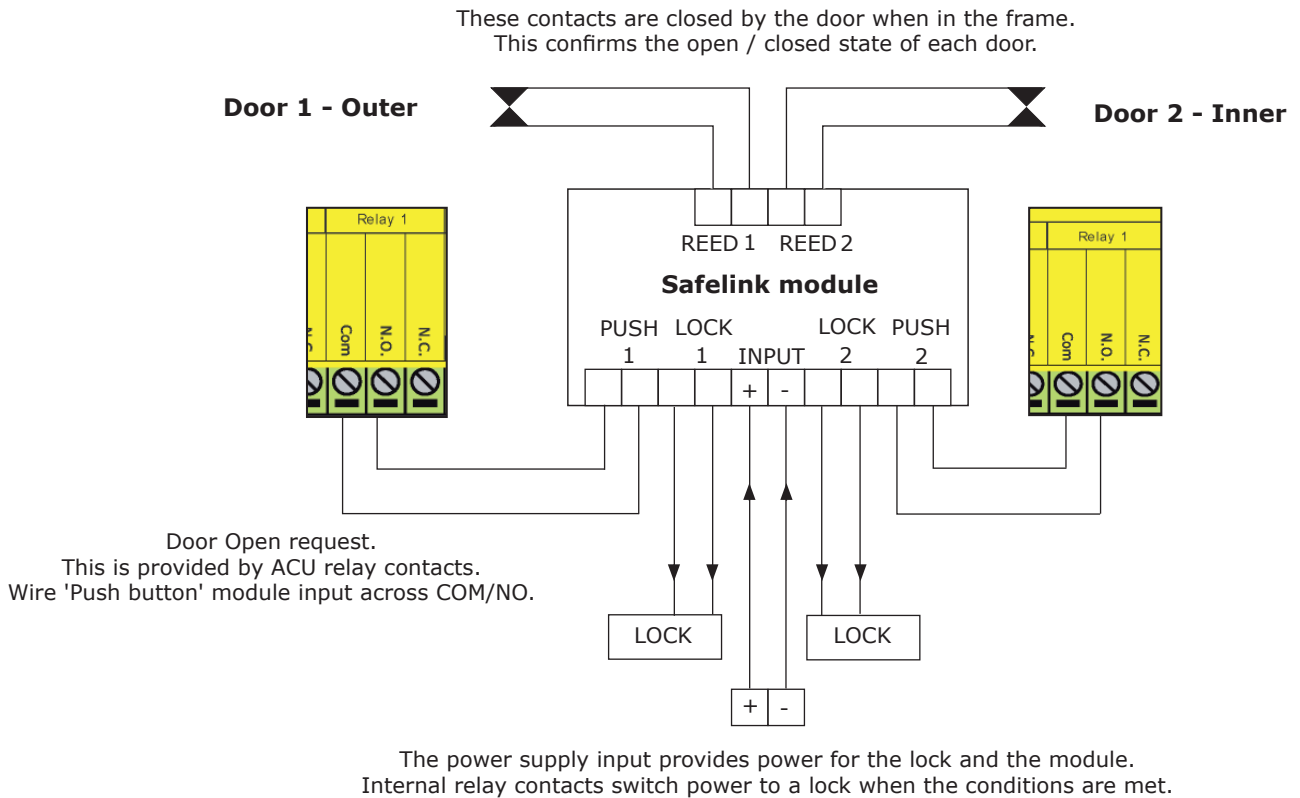 These contacts are closed by the door when in the frame.
This confirms the open / closed state of each door.
Door 1 - Outer
Door 2 - Inner
Relay 1
N.C.
Com
N.O.
N.C.
Relay 1
N.C.
Com
N.O.
N.C.
REED 1 REED 2
Safelink module
PUSH LOCK LOCK PUSH
1 1 INPUT 2 2
+ -
Door Open request.
This is provided by ACU relay contacts.
Wire 'Push button' module input across COM/NO.
LOCK
LOCK
+ -
The power supply input provides power for the lock and the module.
Internal relay contacts switch power to a lock when the conditions are met.